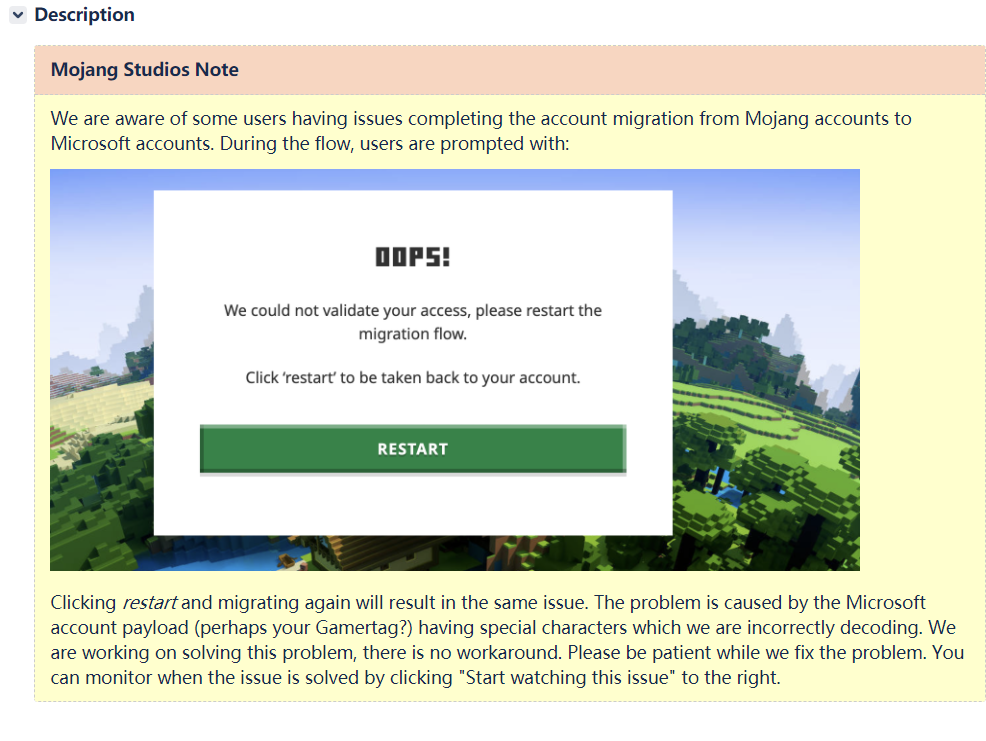 Description
Mojang Studios Note
We are aware of some users having issues completing the account migration from Mojang accounts to
Microsoft accounts. During the flow, users are prompted with:
OOPS!
We could not validate your access, please restart the
migration flow.
Click ‘restart’ to be taken back to your account.
RESTART
Clicking restart and migrating again will result in the same issue. The problem is caused by the Microsoft
account payload (perhaps your Gamertag?) having special characters which we are incorrectly decoding. We
are working on solving this problem, there is no workaround. Please be patient while we fix the problem. You
can monitor when the issue is solved by clicking "Start watching this issue" to the right.